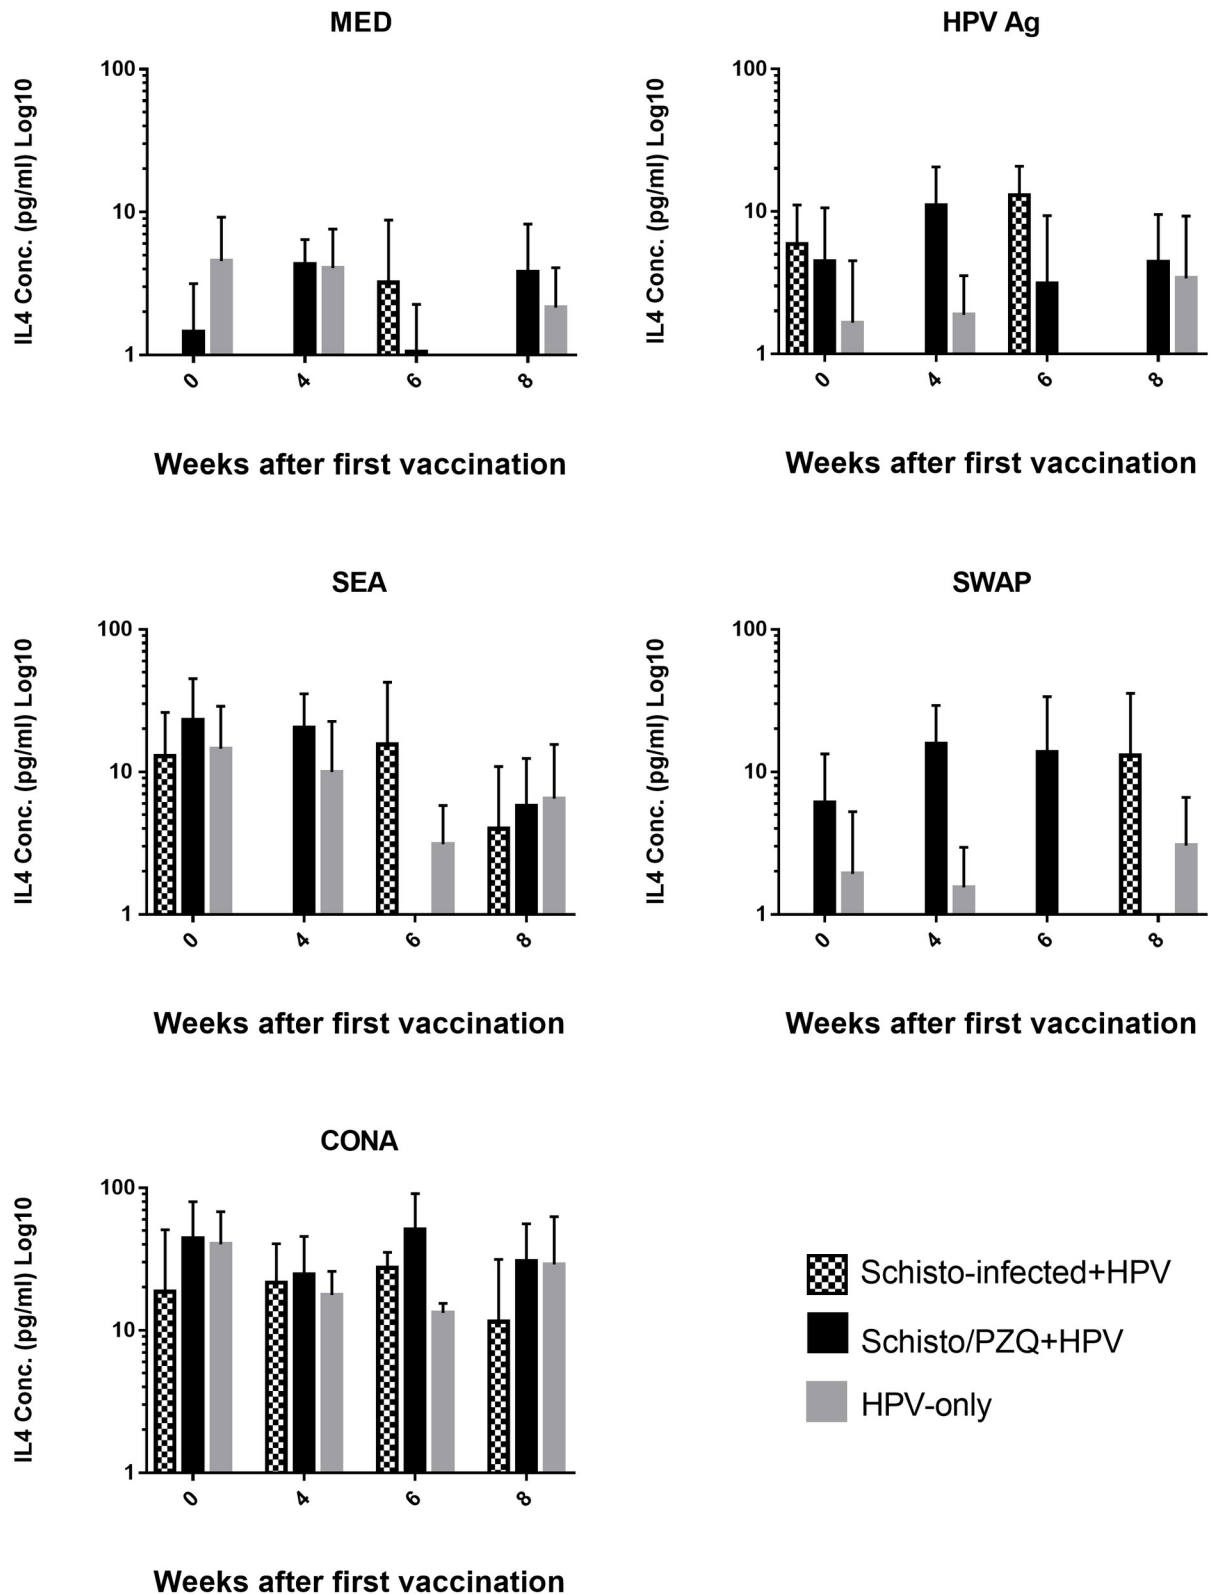 MED
IL4 Conc. (pg/ml) Log10
100
10
1
0 4 6 8
Weeks after first vaccination
HPV Ag
IL4 Conc. (pg/ml) Log10
100
10
1
0 4 6 8
Weeks after first vaccination
SEA
IL4 Conc. (pg/ml) Log10
100
10
1
0 4 6 8
Weeks after first vaccination
SWAP
IL4 Conc. (pg/ml) Log10
100
10
1
0 4 6 8
Weeks after first vaccination
CONA
IL4 Conc. (pg/ml) Log10
100
10
1
0 4 6 8
Weeks after first vaccination
Schisto-infected+HPV
Schisto/PZQ+HPV
HPV-only